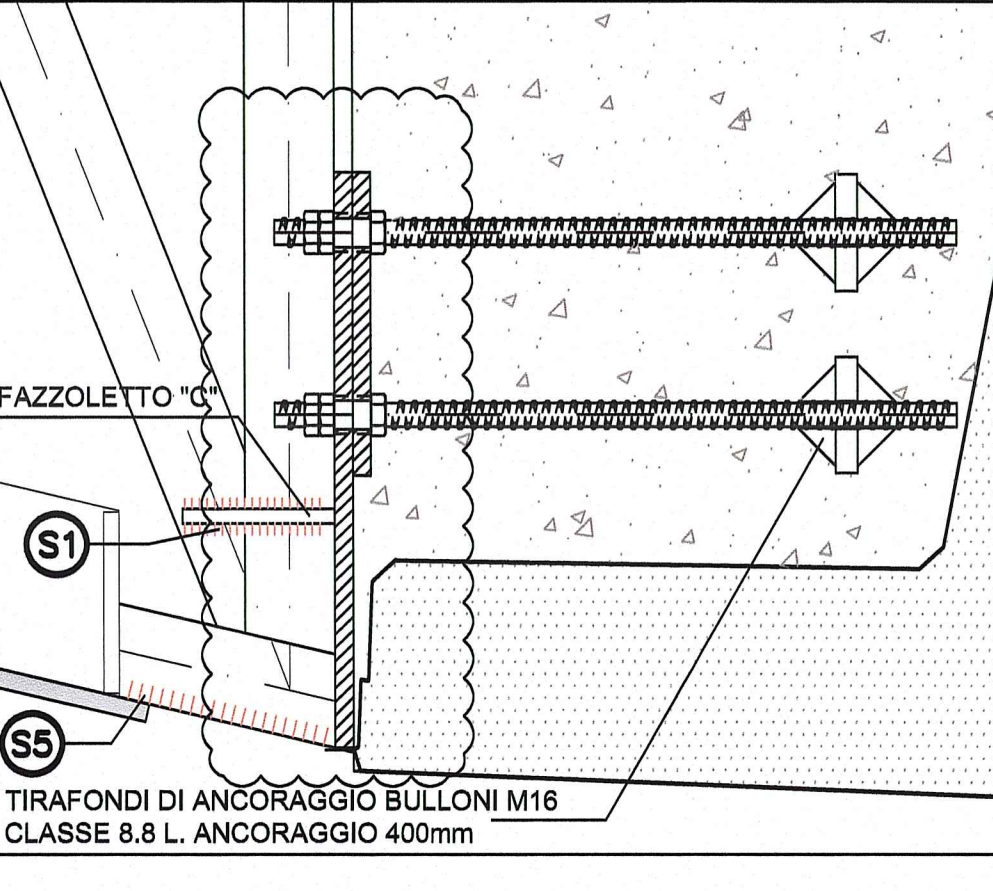 FAZZOLETTO "C"
S1
S5
TIRAFONDI DI ANCORAGGIO BULLONI M16
CLASSE 8.8 L. ANCORAGGIO 400mm